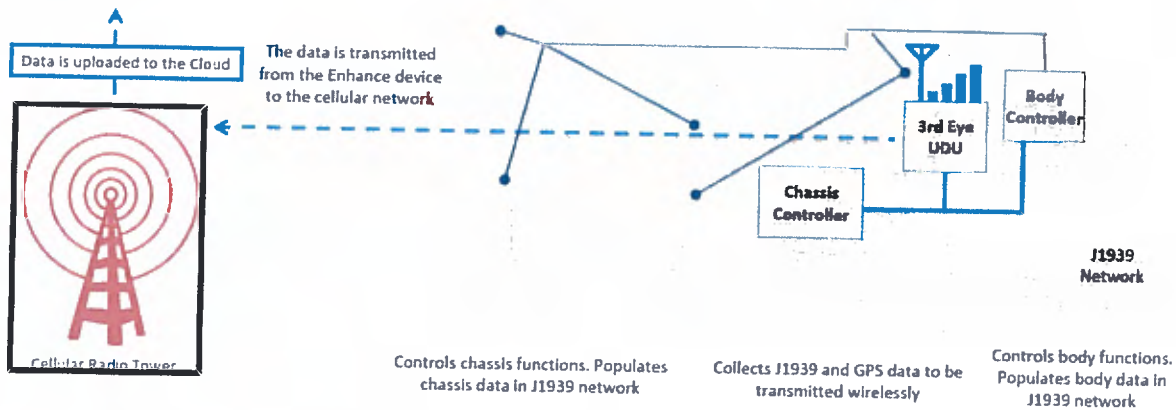 Data is uploaded to the Cloud
The data is transmitted
from the Enhance device
to the cellular network
3rd Eye
UDU
Body
Controller
Chassis
Controller
J1939
Network
Cellular Radio Tower
Controls chassis functions. Populates
chassis data in J1939 network
Collects J1939 and GPS data to be
transmitted wirelessly
Controls body functions.
Populates body data in
J1939 network